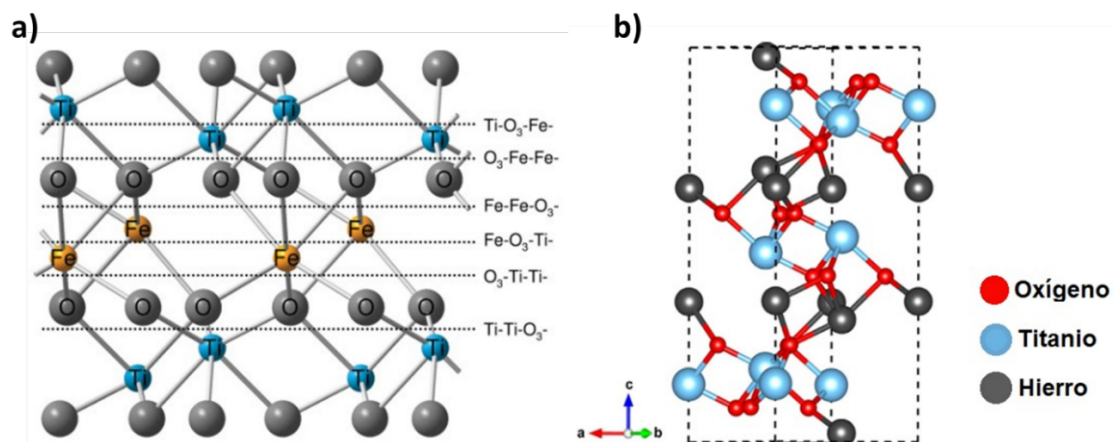 a)
Ti Ti
Ti Ti
Ti-O₃-Fe-
O₃-Fe-Fe-
O O O O O O
Fe-Fe-O₃-
Fe Fe
Fe-O₃-Ti-
Fe Fe
O₃-Ti-Ti-
O O O O O O
Ti-Ti-O₃-
Ti Ti
Ti Ti
b)
Oxígeno
Titanio
Hierro
c
a b